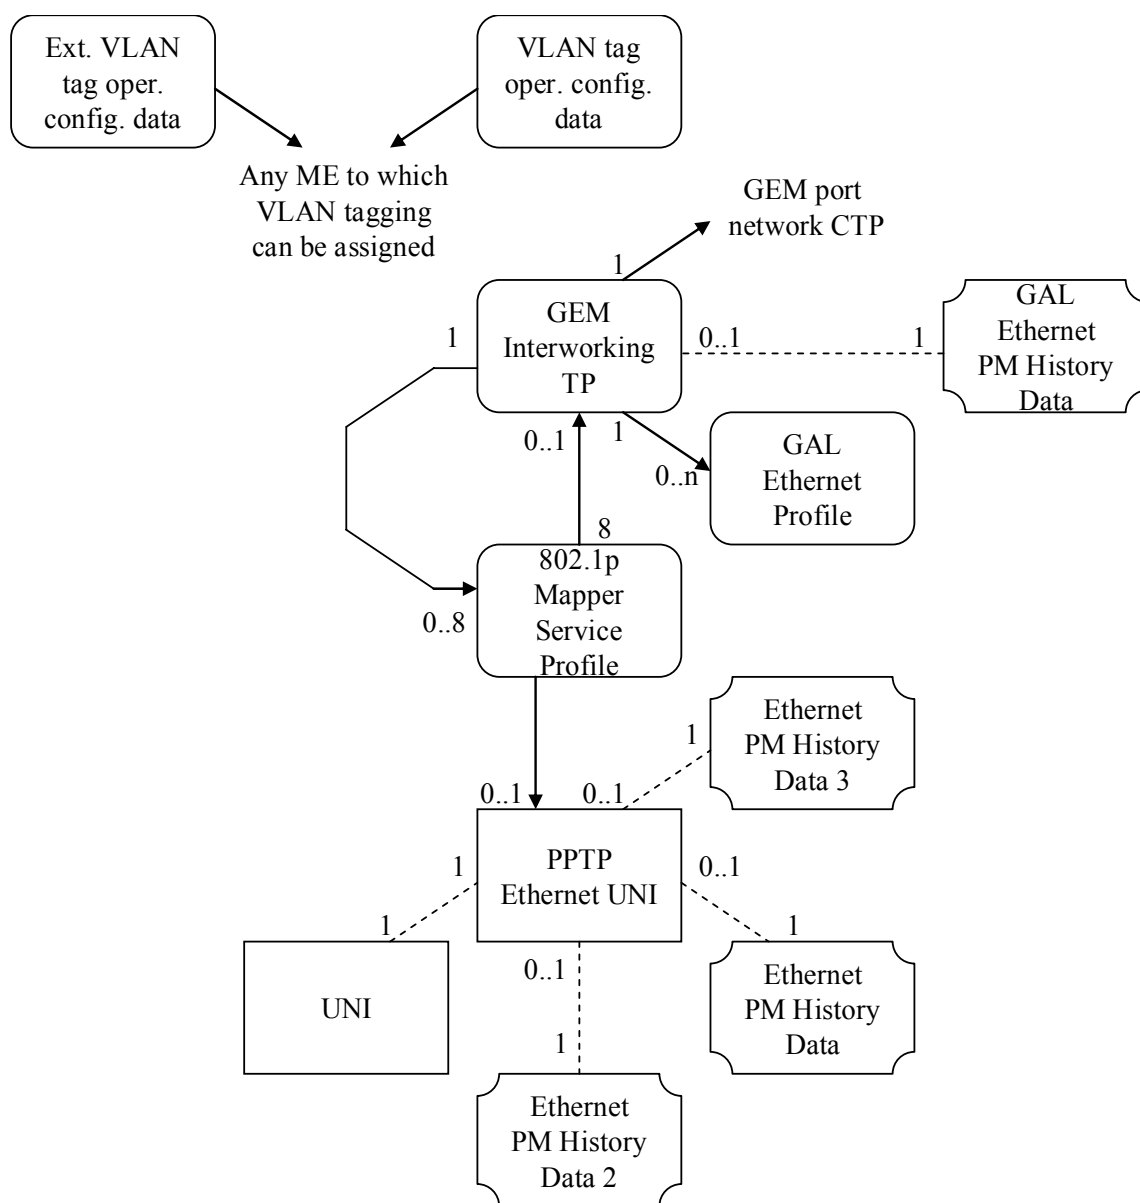 Ext. VLAN
tag oper.
config. data
VLAN tag
oper. config.
data
Any ME to which
VLAN tagging
can be assigned
GEM port
network CTP
1
GEM
Interworking
TP
1
0..1
1
GAL
Ethernet
PM History
Data
0..1
1
0..n
GAL
Ethernet
Profile
8
802.1p
Mapper
Service
Profile
0..8
Ethernet
PM History
Data 3
1
0..1
0..1
PPTP
Ethernet UNI
1
0..1
1
1
UNI
0..1
Ethernet
PM History
Data
1
Ethernet
PM History
Data 2